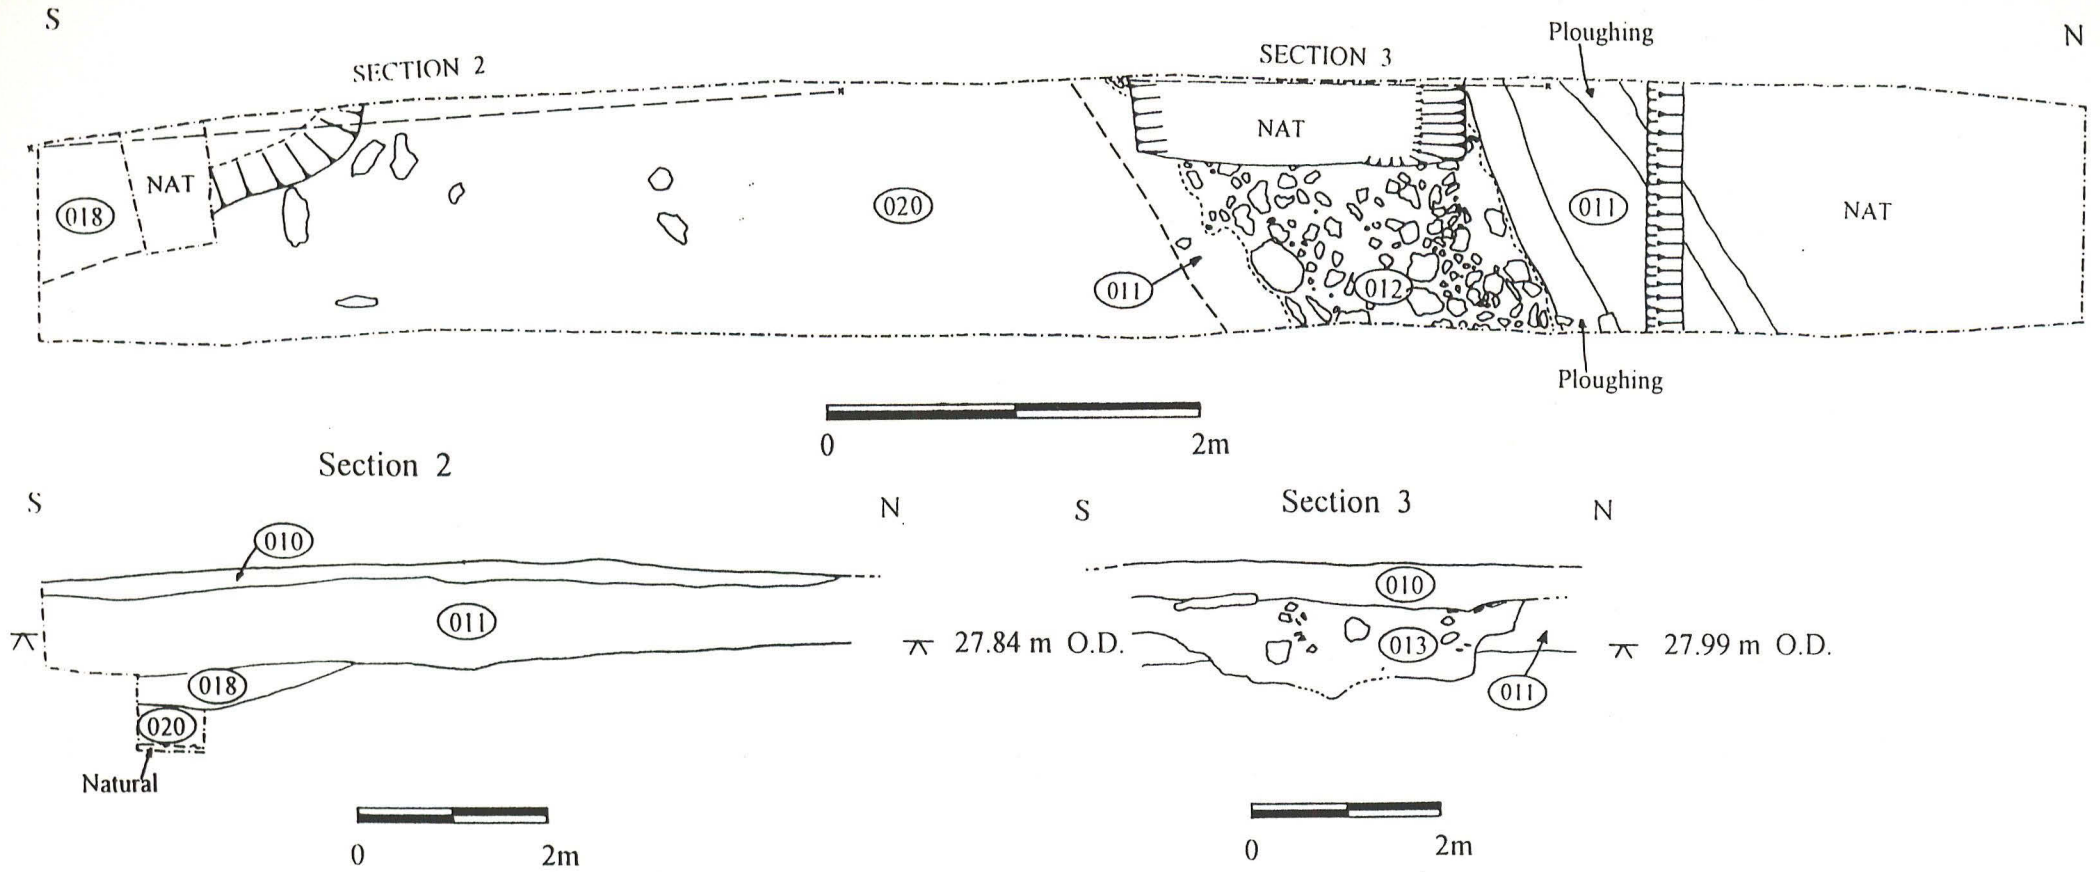 S
N
SECTION 2
SECTION 3
Ploughing
NAT
018
020
NAT
011
012
011
NAT
Ploughing
0 2m
Section 2
S N
010
011
27.84 m O.D.
018
020
Natural
0 2m
Section 3
S N
010
013
011
27.99 m O.D.
0 2m